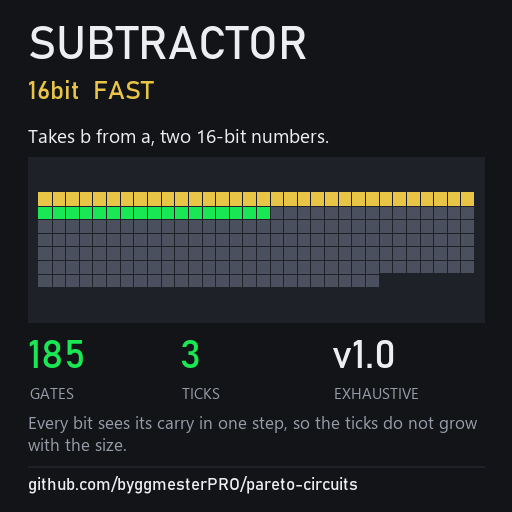 SUBTRACTOR
16bit FAST
Takes b from a, two 16-bit numbers.
185 3 v1.0
GATES TICKS EXHAUSTIVE
Every bit sees its carry in one step, so the ticks do not grow
with the size.
github.com/byggmesterPRO/pareto-circuits